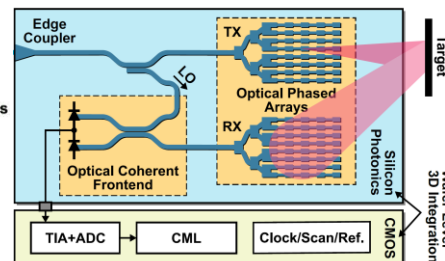 Edge
Coupler
TX
LO
Optical Phased
Arrays
RX
Optical Coherent
Frontend
Target
Silicon
Photonics
3D Integration
TIA+ADC
CML
Clock/Scan/Ref.
CMOS